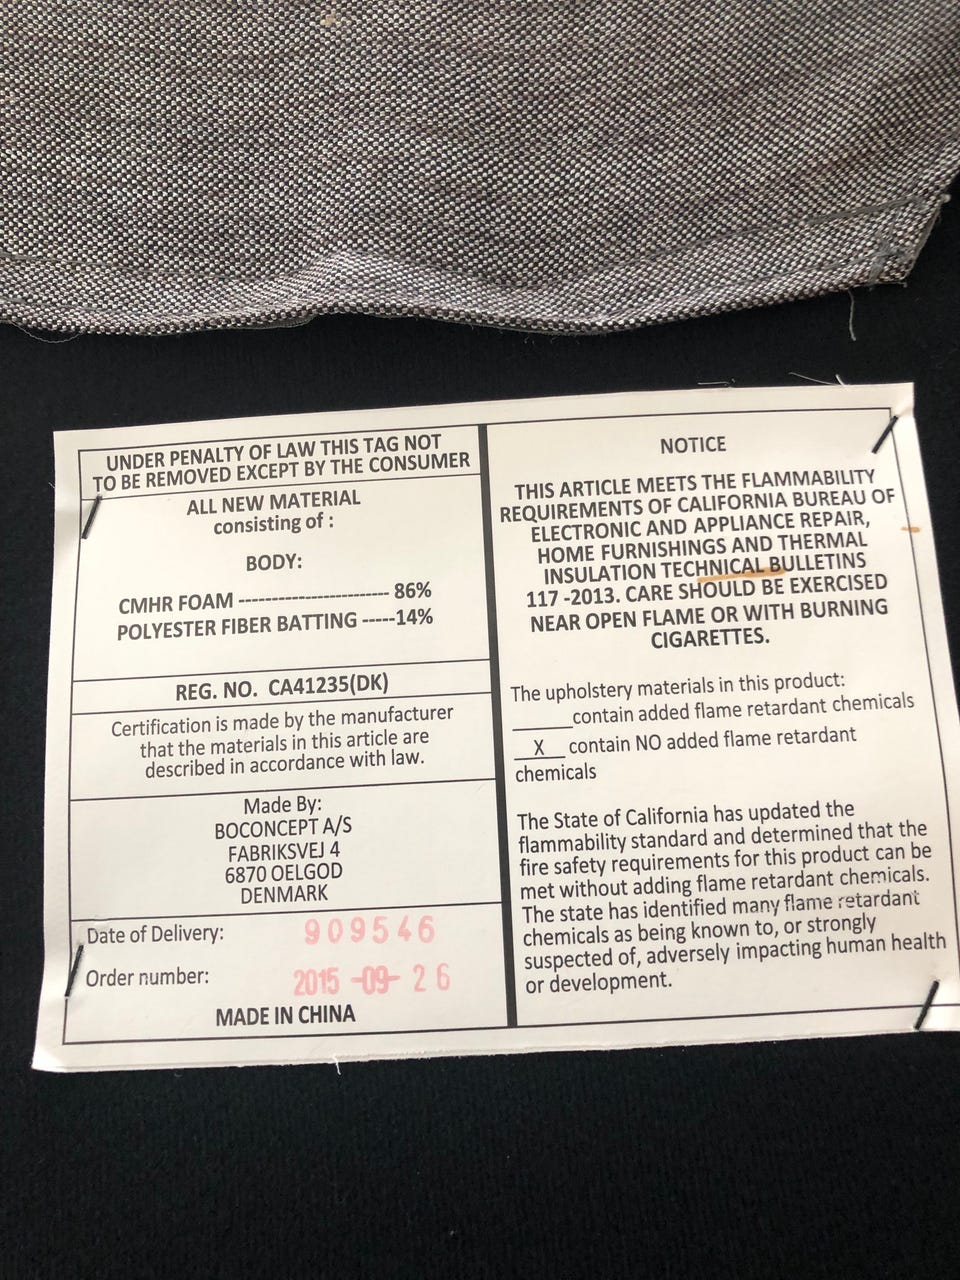 UNDER PENALTY OF LAW THIS TAG NOT
TO BE REMOVED EXCEPT BY THE CONSUMER
ALL NEW MATERIAL
consisting of :
BODY:
CMHR FOAM ------------------------ 86%
POLYESTER FIBER BATTING -----14%
REG. NO. CA41235(DK)
Certification is made by the manufacturer
that the materials in this article are
described in accordance with law.
Made By:
BOCONCEPT A/S
FABRIKSVEJ 4
6870 OELGOD
DENMARK
Date of Delivery: 909546
Order number: 2015-09-26
MADE IN CHINA
NOTICE
THIS ARTICLE MEETS THE FLAMMABILITY
REQUIREMENTS OF CALIFORNIA BUREAU OF
ELECTRONIC AND APPLIANCE REPAIR,
HOME FURNISHINGS AND THERMAL
INSULATION TECHNICAL BULLETINS
117 -2013. CARE SHOULD BE EXERCISED
NEAR OPEN FLAME OR WITH BURNING
CIGARETTES.
The upholstery materials in this product:
______contain added flame retardant chemicals
__X__ contain NO added flame retardant
chemicals
The State of California has updated the
flammability standard and determined that the
fire safety requirements for this product can be
met without adding flame retardant chemicals.
The state has identified many flame retardant
chemicals as being known to, or strongly
suspected of, adversely impacting human health
or development.